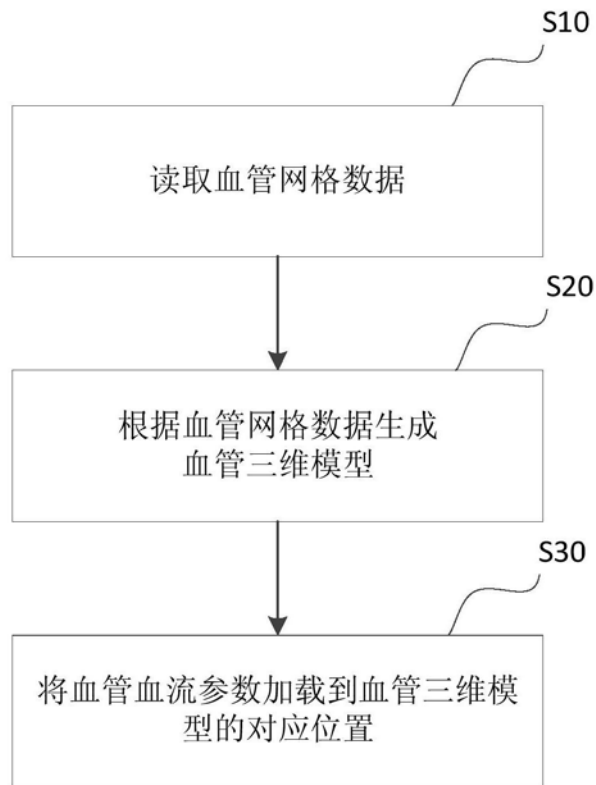 S10
读取血管网格数据
S20
根据血管网格数据生成
血管三维模型
S30
将血管血流参数加载到血管三维模
型的对应位置